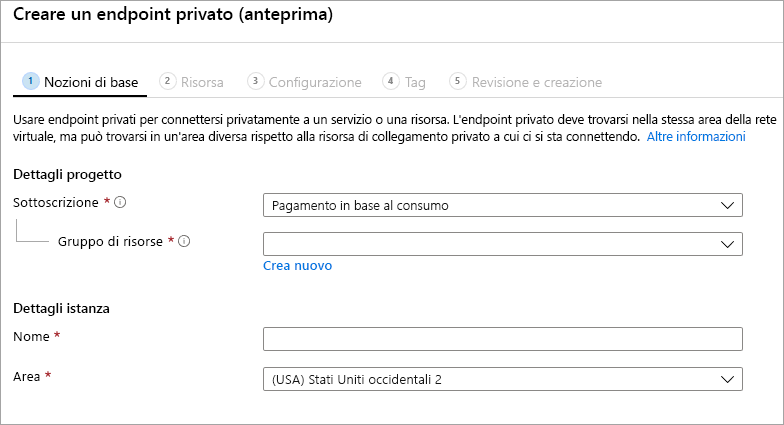 Creare un endpoint privato (anteprima)
1 Nozioni di base 2 Risorsa 3 Configurazione 4 Tag 5 Revisione e creazione
Usare endpoint privati per connettersi privatamente a un servizio o una risorsa. L'endpoint privato deve trovarsi nella stessa area della rete
virtuale, ma può trovarsi in un'area diversa rispetto alla risorsa di collegamento privato a cui ci si sta connettendo. Altre informazioni
Dettagli progetto
Sottoscrizione * Pagamento in base al consumo
Gruppo di risorse *
Crea nuovo
Dettagli istanza
Nome *
Area * (USA) Stati Uniti occidentali 2